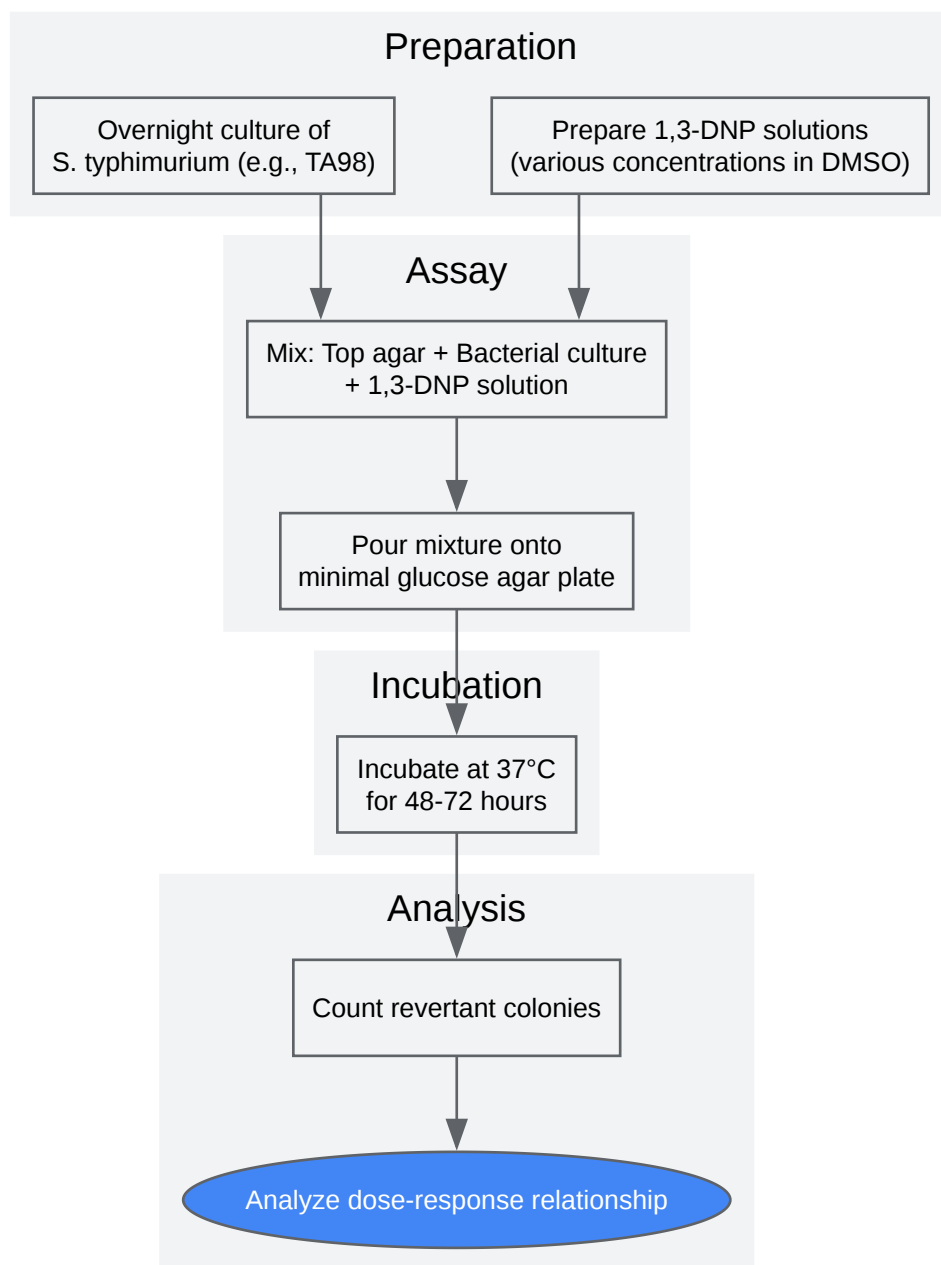 Preparation
Overnight culture of
S. typhimurium (e.g., TA98)
Prepare 1,3-DNP solutions
(various concentrations in DMSO)
Assay
Mix: Top agar + Bacterial culture
+ 1,3-DNP solution
Pour mixture onto
minimal glucose agar plate
Incubation
Incubate at 37°C
for 48-72 hours
Analysis
Count revertant colonies
Analyze dose-response relationship